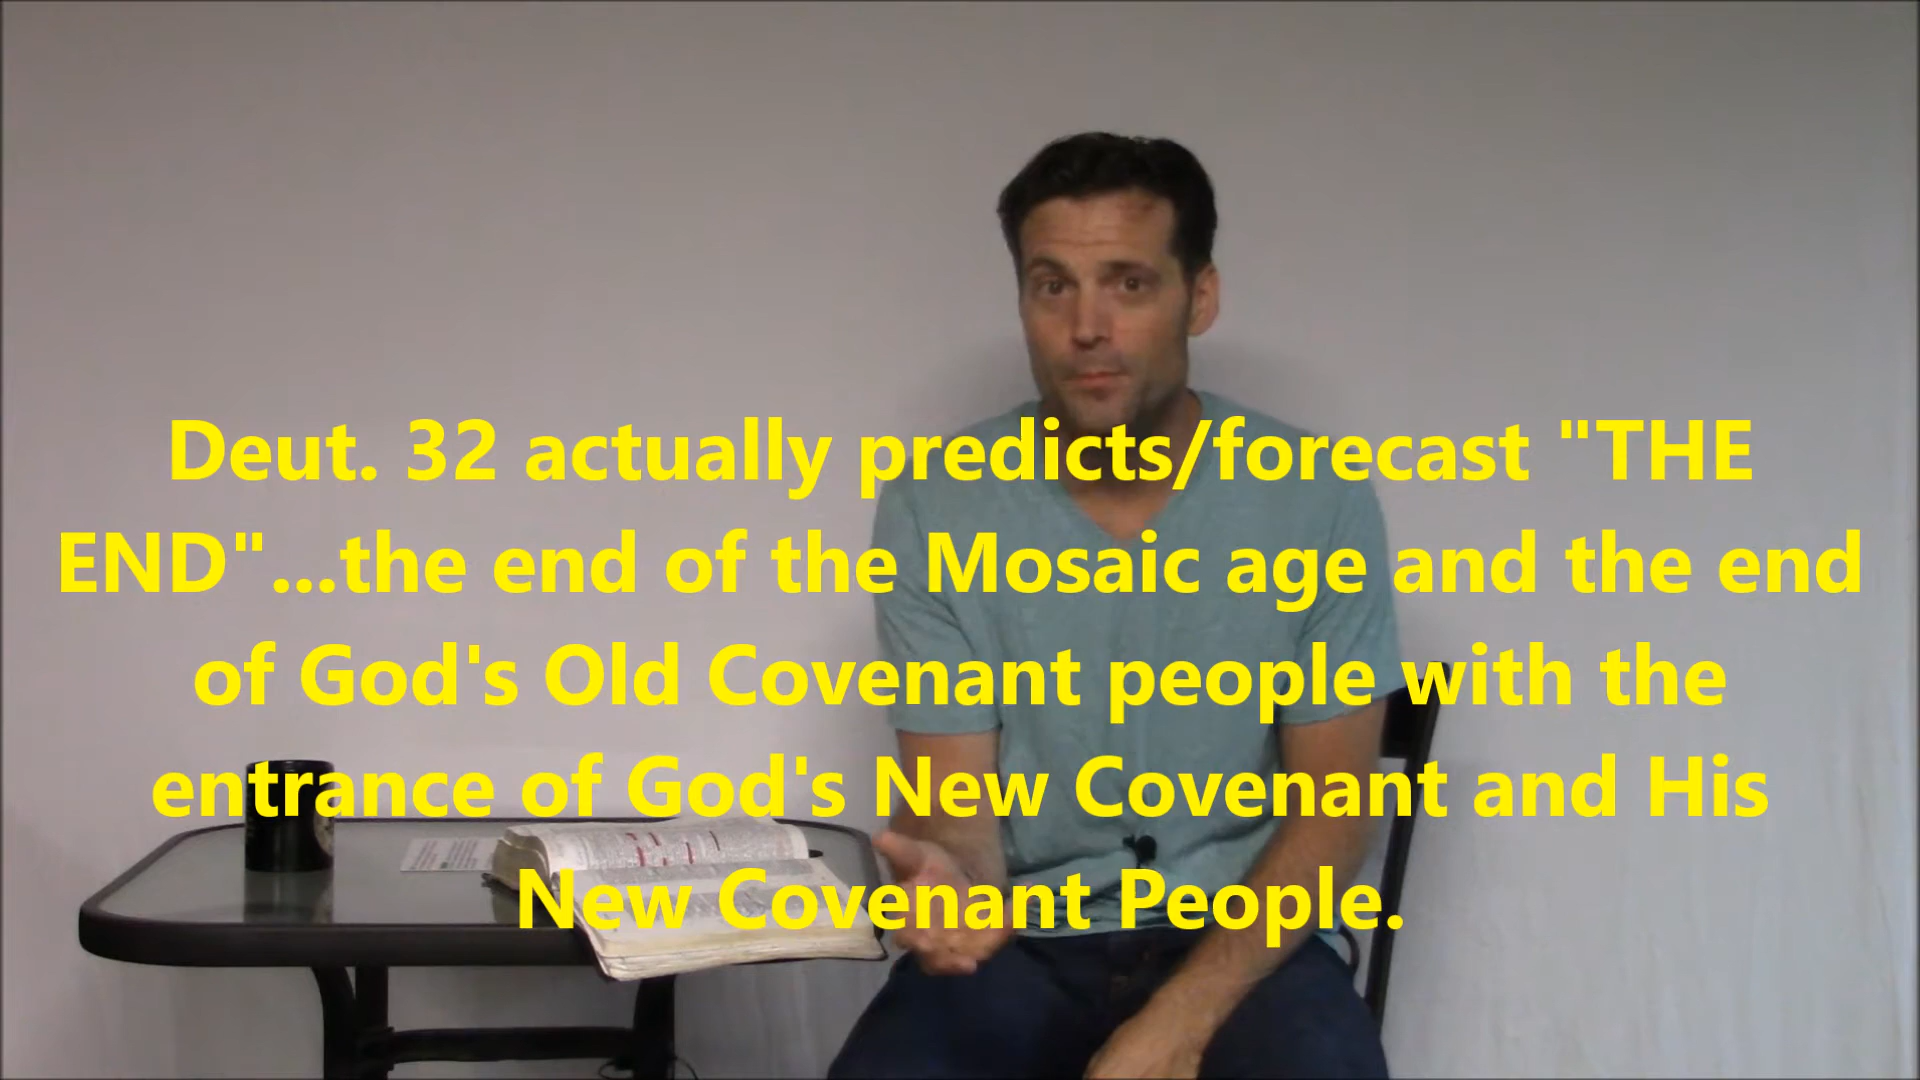 Deut. 32 actually predicts/forecast "THE
END"...the end of the Mosaic age and the end
of God's Old Covenant people with the
entrance of God's New Covenant and His
New Covenant People.